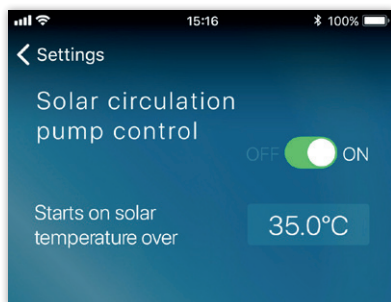 15:16 100%
Settings
Solar circulation
pump control
OFF ON
Starts on solar
temperature over
35.0°C